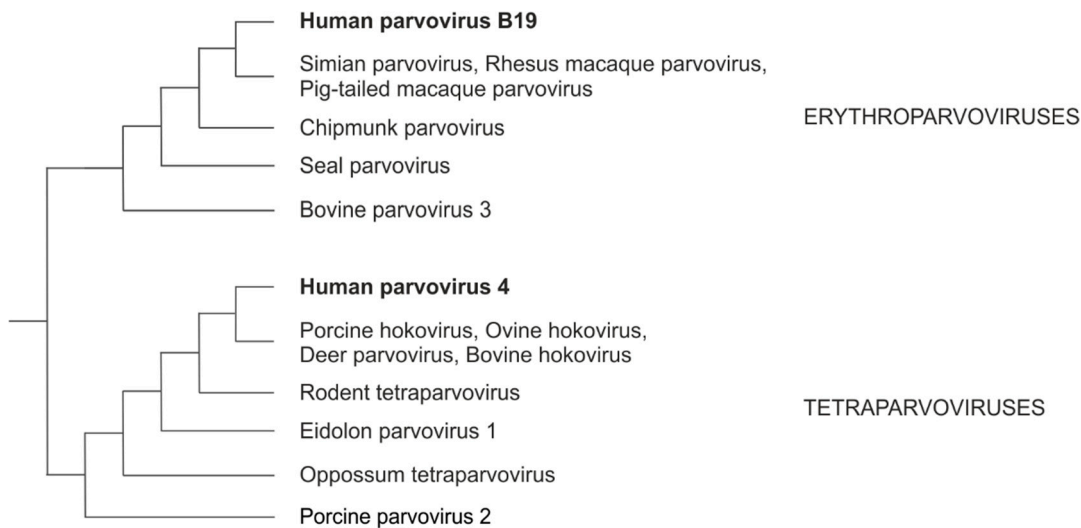 Human parvovirus B19
Simian parvovirus, Rhesus macaque parvovirus,
Pig-tailed macaque parvovirus
Chipmunk parvovirus
ERYTHROPARVOVIRUSES
Seal parvovirus
Bovine parvovirus 3
Human parvovirus 4
Porcine hokovirus, Ovine hokovirus,
Deer parvovirus, Bovine hokovirus
Rodent tetraparvovirus
TETRAPARVOVIRUSES
Eidolon parvovirus 1
Oppossum tetraparvovirus
Porcine parvovirus 2